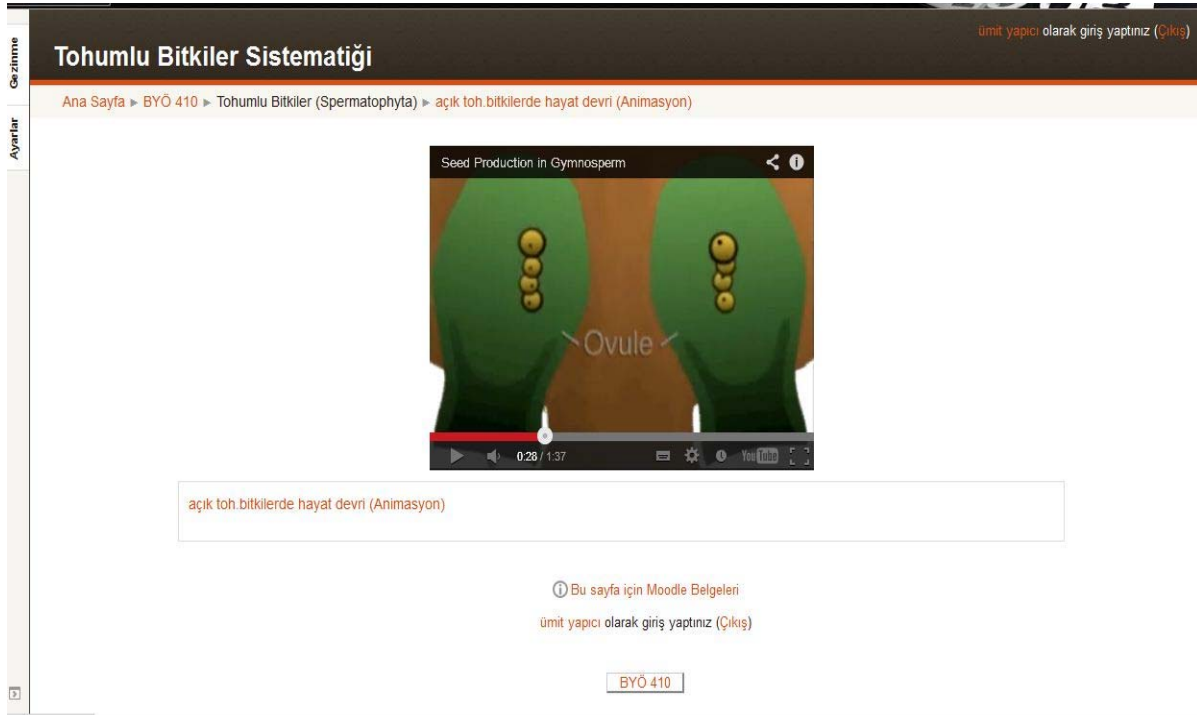 ümit yapıcı olarak giriş yaptınız (Çıkış)
Gezinme
Ayarlar
Tohumlu Bitkiler Sistematiği
Ana Sayfa ► BYÖ 410 ► Tohumlu Bitkiler (Spermatophyta) ► açık toh.bitkilerde hayat devri (Animasyon)
Seed Production in Gymnosperm
Ovule
0:28 / 1:37
YouTube
açık toh.bitkilerde hayat devri (Animasyon)
Bu sayfa için Moodle Belgeleri
ümit yapıcı olarak giriş yaptınız (Çıkış)
BYÖ 410